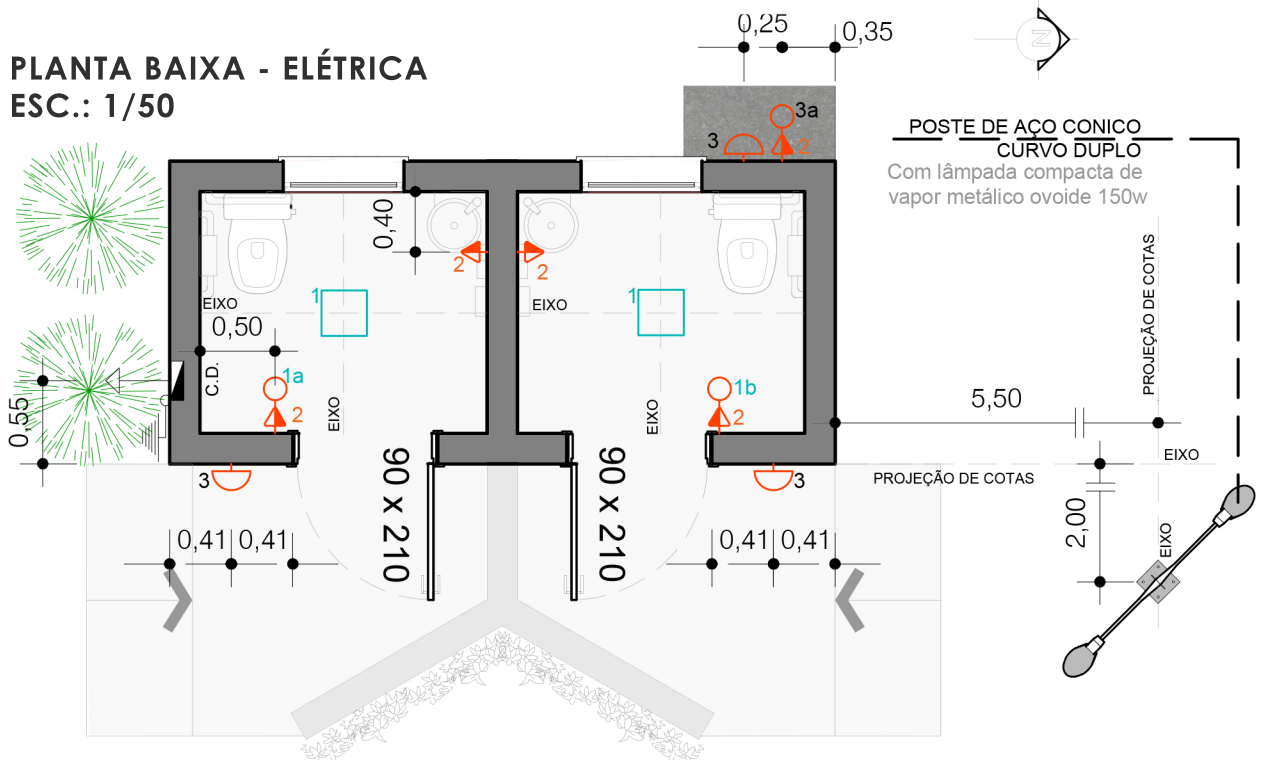 PLANTA BAIXA - ELÉTRICA
ESC.: 1/50
0,25
0,35
N
3a
3
2
POSTE DE AÇO CONICO
CURVO DUPLO
Com lâmpada compacta de
vapor metálico ovoide 150w
0,40
2
2
PROJEÇÃO DE COTAS
EIXO
1
EIXO
1
0,50
C.D.
1a
2
EIXO
1b
2
EIXO
5,50
0,55
3
90 x 210
90 x 210
3
PROJEÇÃO DE COTAS
EIXO
0,41
0,41
0,41
0,41
2,00
EIXO